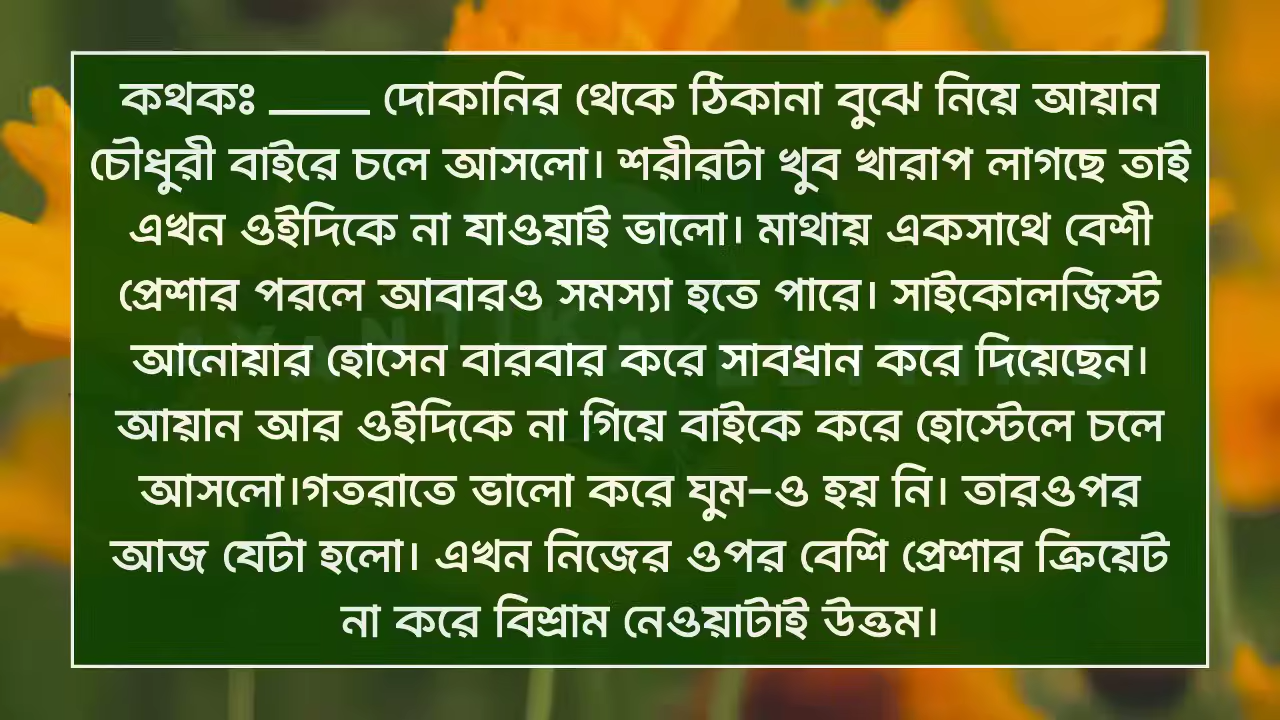 কথকঃ _____ দোকানির থেকে ঠিকানা বুঝে নিয়ে আয়ান
চৌধুরী বাইরে চলে আসলো। শরীরটা খুব খারাপ লাগছে তাই
এখন ওইদিকে না যাওয়াই ভালো। মাথায় একসাথে বেশী
প্রেশার পরলে আবারও সমস্যা হতে পারে। সাইকোলজিস্ট
আনোয়ার হোসেন বারবার করে সাবধান করে দিয়েছেন।
আয়ান আর ওইদিকে না গিয়ে বাইকে করে হোস্টেলে চলে
আসলো।গতরাতে ভালো করে ঘুম–ও হয় নি। তারওপর
আজ যেটা হলো। এখন নিজের ওপর বেশি প্রেশার ক্রিয়েট
না করে বিশ্রাম নেওয়াটাই উত্তম।